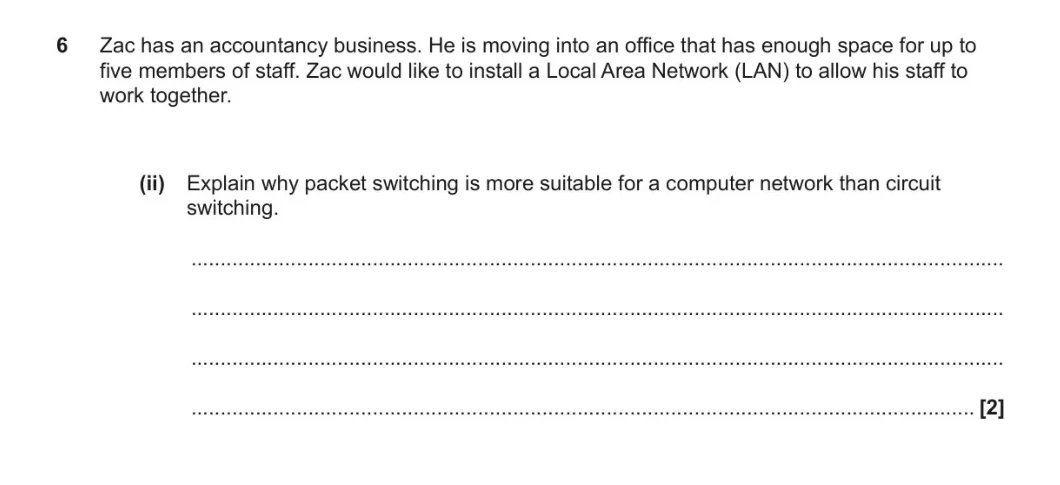 6 Zac has an accountancy business. He is moving into an office that has enough space for up to
five members of staff. Zac would like to install a Local Area Network (LAN) to allow his staff to
work together.
(ii) Explain why packet switching is more suitable for a computer network than circuit
switching.
..........................................................................................................................................
..........................................................................................................................................
..........................................................................................................................................
..................................................................................................................................... [2]